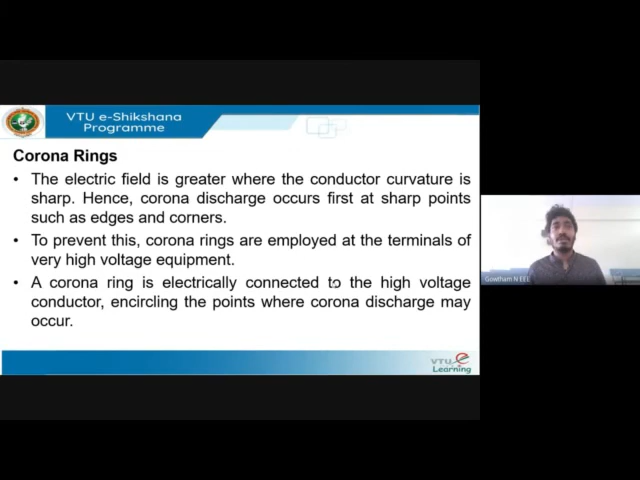 VTU e-Shikshana
Programme
Corona Rings
• The electric field is greater where the conductor curvature is
sharp. Hence, corona discharge occurs first at sharp points
such as edges and corners.
• To prevent this, corona rings are employed at the terminals of
very high voltage equipment.
• A corona ring is electrically connected to the high voltage
conductor, encircling the points where corona discharge may
occur.
Gowtham N EEE
VTU e
Learning